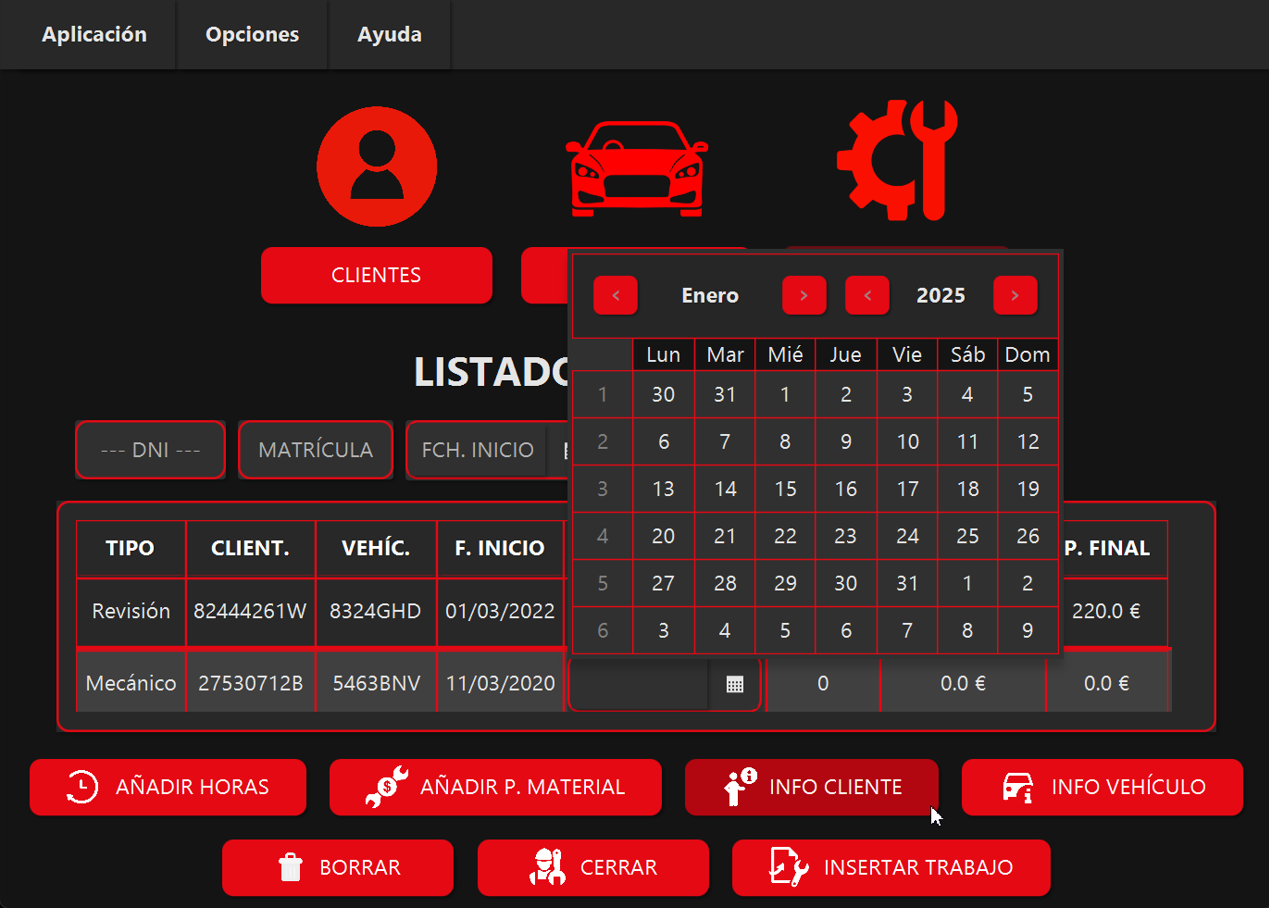 Aplicación Opciones Ayuda
CLIENTES
< Enero > < 2025 >
LISTADO
Lun Mar Mié Jue Vie Sáb Dom
1 30 31 1 2 3 4 5
2 6 7 8 9 10 11 12
3 13 14 15 16 17 18 19
4 20 21 22 23 24 25 26
5 27 28 29 30 31 1 2
6 3 4 5 6 7 8 9
--- DNI --- MATRÍCULA FCH. INICIO
TIPO CLIENT. VEHÍC. F. INICIO P. FINAL
Revisión 82444261W 8324GHD 01/03/2022 220.0 €
Mecánico 27530712B 5463BNV 11/03/2020 0 0.0 € 0.0 €
AÑADIR HORAS AÑADIR P. MATERIAL INFO CLIENTE INFO VEHÍCULO
BORRAR CERRAR INSERTAR TRABAJO